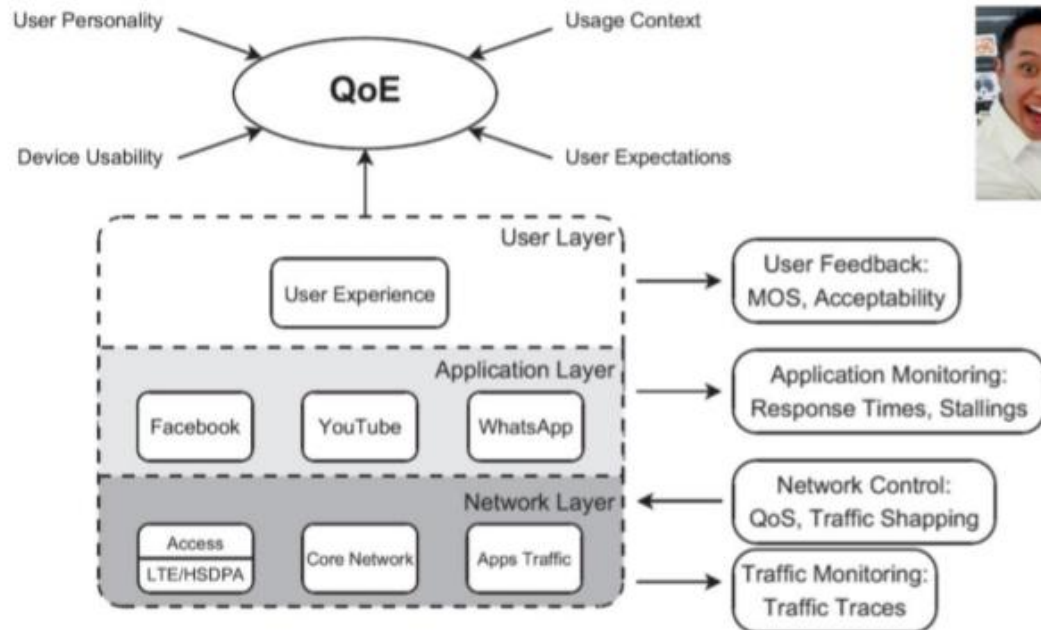 User Personality
Usage Context
QoE
Device Usability
User Expectations
User Layer
User Experience
User Feedback:
MOS, Acceptability
Application Layer
Facebook
YouTube
WhatsApp
Application Monitoring:
Response Times, Stallings
Network Layer
Access
LTE/HSDPA
Core Network
Apps Traffic
Network Control:
QoS, Traffic Shapping
Traffic Monitoring:
Traffic Traces